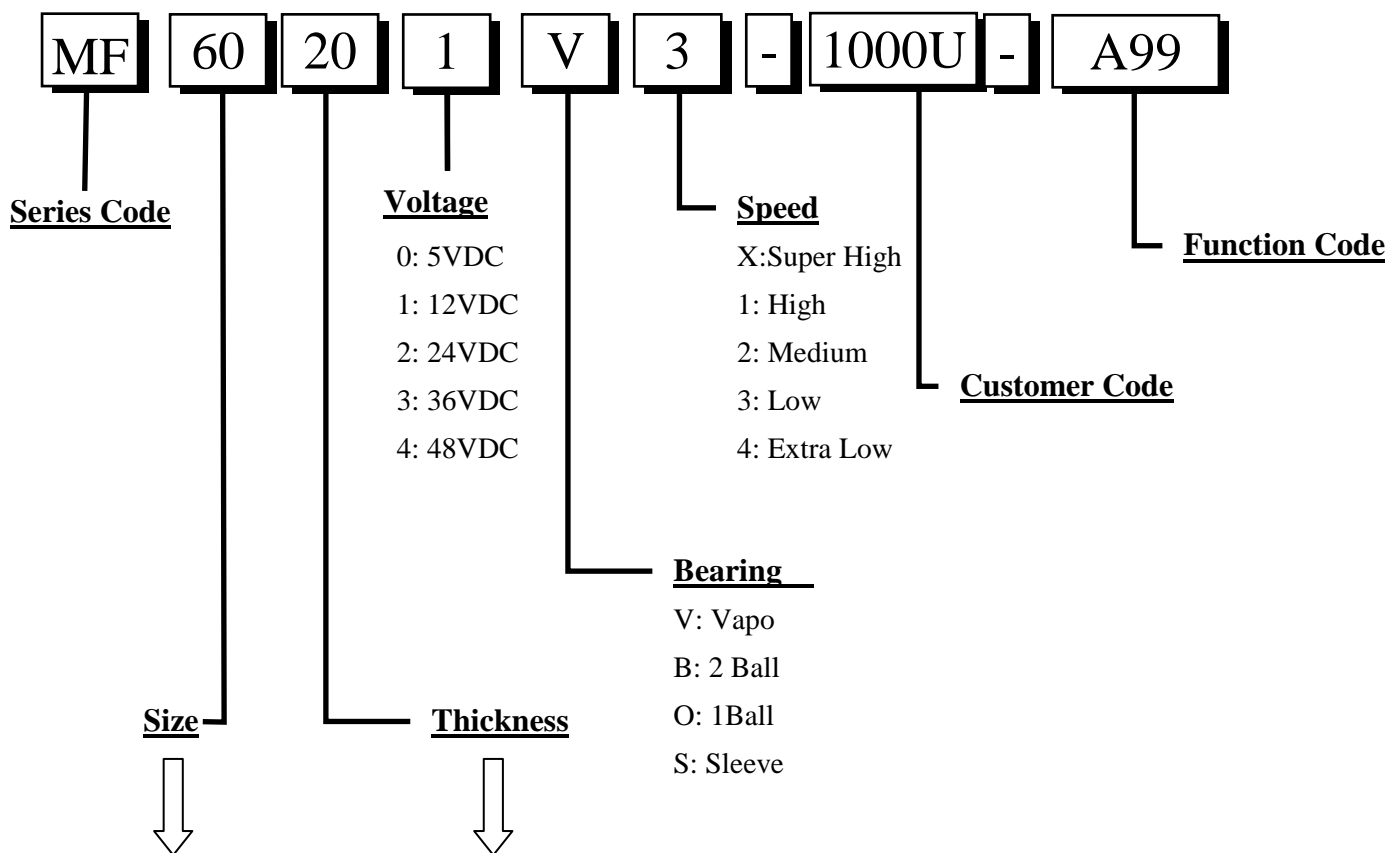 MF 60 20 1 V 3 - 1000U - A99
Series Code
Voltage
0: 5VDC
1: 12VDC
2: 24VDC
3: 36VDC
4: 48VDC
Speed
X:Super High
1: High
2: Medium
3: Low
4: Extra Low
Function Code
Customer Code
Bearing
V: Vapo
B: 2 Ball
O: 1Ball
S: Sleeve
Size
Thickness